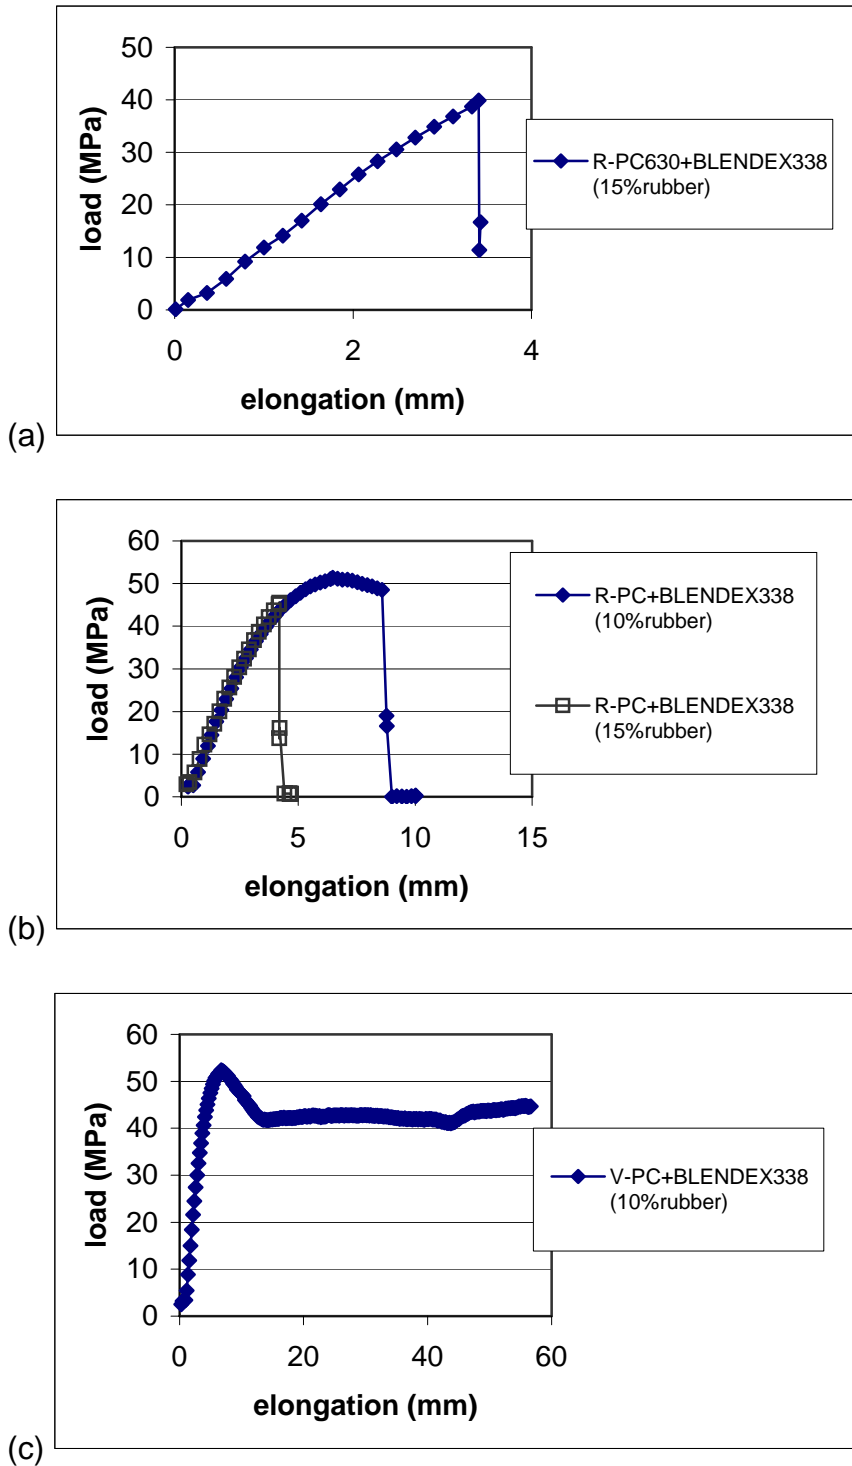 50
40
30
20
10
0
0 2 4
load (MPa)
elongation (mm)
R-PC630+BLENDEX338
(15%rubber)
(a)
60
50
40
30
20
10
0
0 5 10 15
load (MPa)
elongation (mm)
R-PC+BLENDEX338
(10%rubber)
R-PC+BLENDEX338
(15%rubber)
(b)
60
50
40
30
20
10
0
0 20 40 60
load (MPa)
elongation (mm)
V-PC+BLENDEX338
(10%rubber)
(c)